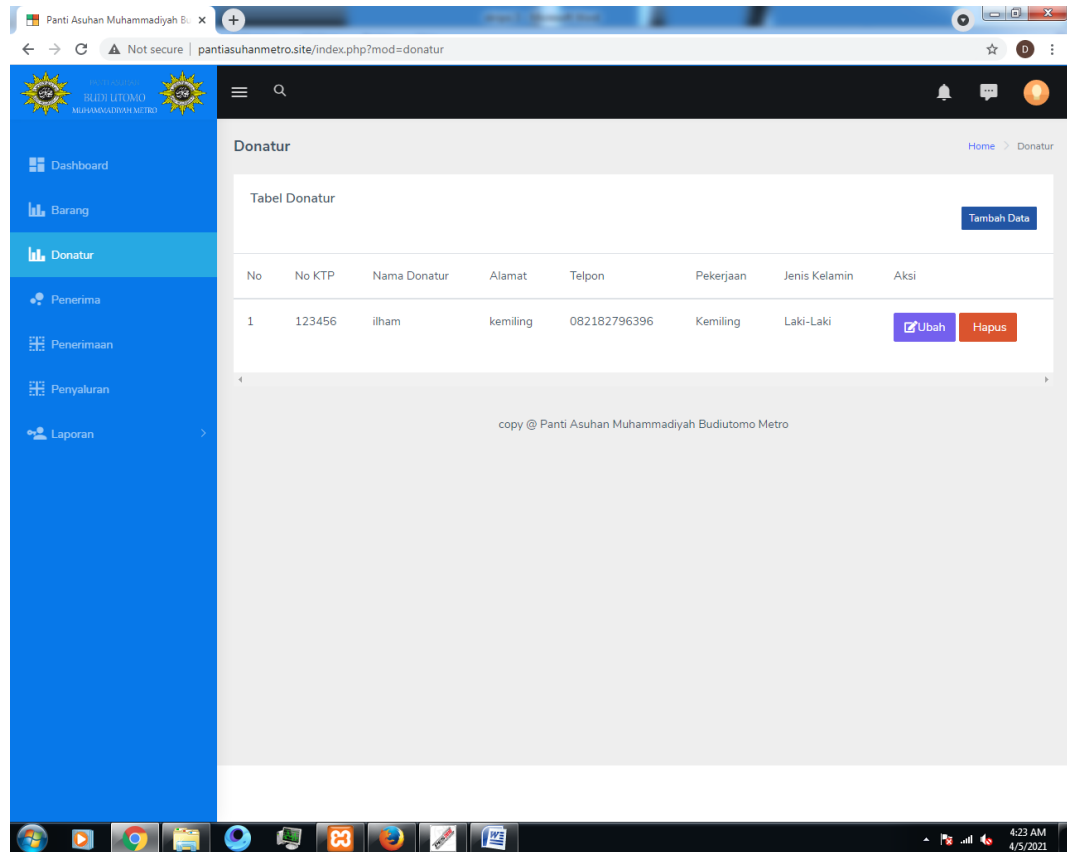 Panti Asuhan Muhammadiyah Bu
Not secure | pantiasuhanmetro.site/index.php?mod=donatur
D
PANTI ASUHAN
BUDI UTOMO
MUHAMMADIYAH METRO
Dashboard
Barang
Donatur
Penerima
Penerimaan
Penyaluran
Laporan
Donatur
Home > Donatur
Tabel Donatur
Tambah Data
No No KTP Nama Donatur Alamat Telpon Pekerjaan Jenis Kelamin Aksi
1 123456 ilham kemiling 082182796396 Kemiling Laki-Laki Ubah Hapus
copy @ Panti Asuhan Muhammadiyah Budiutomo Metro
4:23 AM
4/5/2021